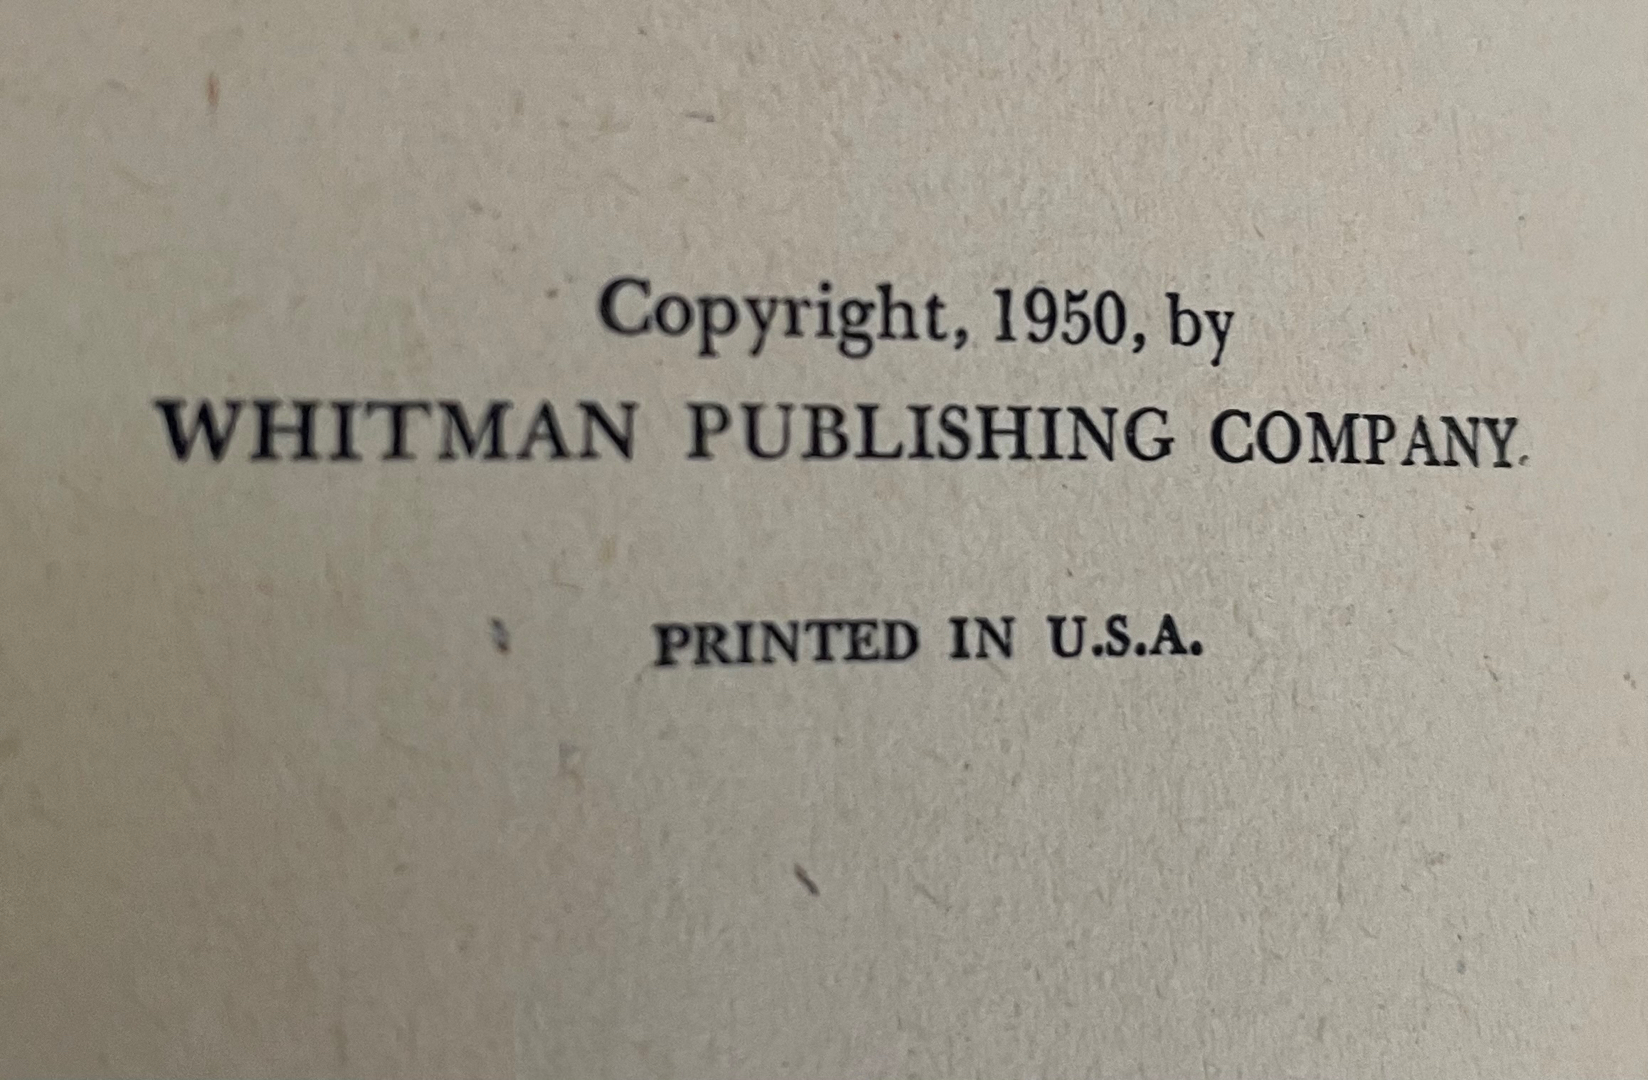 Copyright, 1950, by
WHITMAN PUBLISHING COMPANY.
PRINTED IN U.S.A.